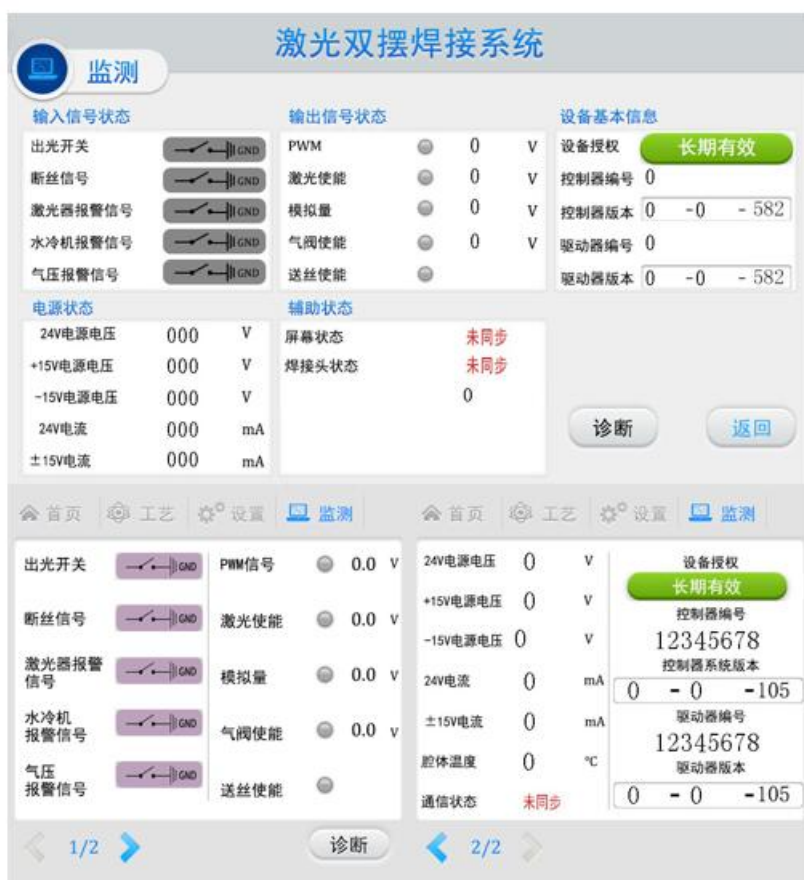 激光双摆焊接系统
监测
输入信号状态
出光开关 GND
断丝信号 GND
激光器报警信号 GND
水冷机报警信号 GND
气压报警信号 GND
输出信号状态
PWM 0 V
激光使能 0 V
模拟量 0 V
气阀使能 0 V
送丝使能
设备基本信息
设备授权 长期有效
控制器编号 0
控制器版本 0 -0 - 582
驱动器编号 0
驱动器版本 0 -0 - 582
电源状态
24V电源电压 000 V
+15V电源电压 000 V
-15V电源电压 000 V
24V电流 000 mA
±15V电流 000 mA
辅助状态
屏幕状态 未同步
焊接头状态 未同步
0
诊断 返回
首页 工艺 设置 监测
出光开关 GND
断丝信号 GND
激光器报警
信号 GND
水冷机
报警信号 GND
气压
报警信号 GND
PWM信号 0.0 V
激光使能 0.0 V
模拟量 0.0 V
气阀使能 0.0 V
送丝使能
1/2 诊断
首页 工艺 设置 监测
24V电源电压 0 V
+15V电源电压 0 V
-15V电源电压 0 V
24V电流 0 mA
±15V电流 0 mA
腔体温度 0 ℃
通信状态 未同步
设备授权
长期有效
控制器编号
12345678
控制器系统版本
0 - 0 -105
驱动器编号
12345678
驱动器版本
0 - 0 -105
2/2